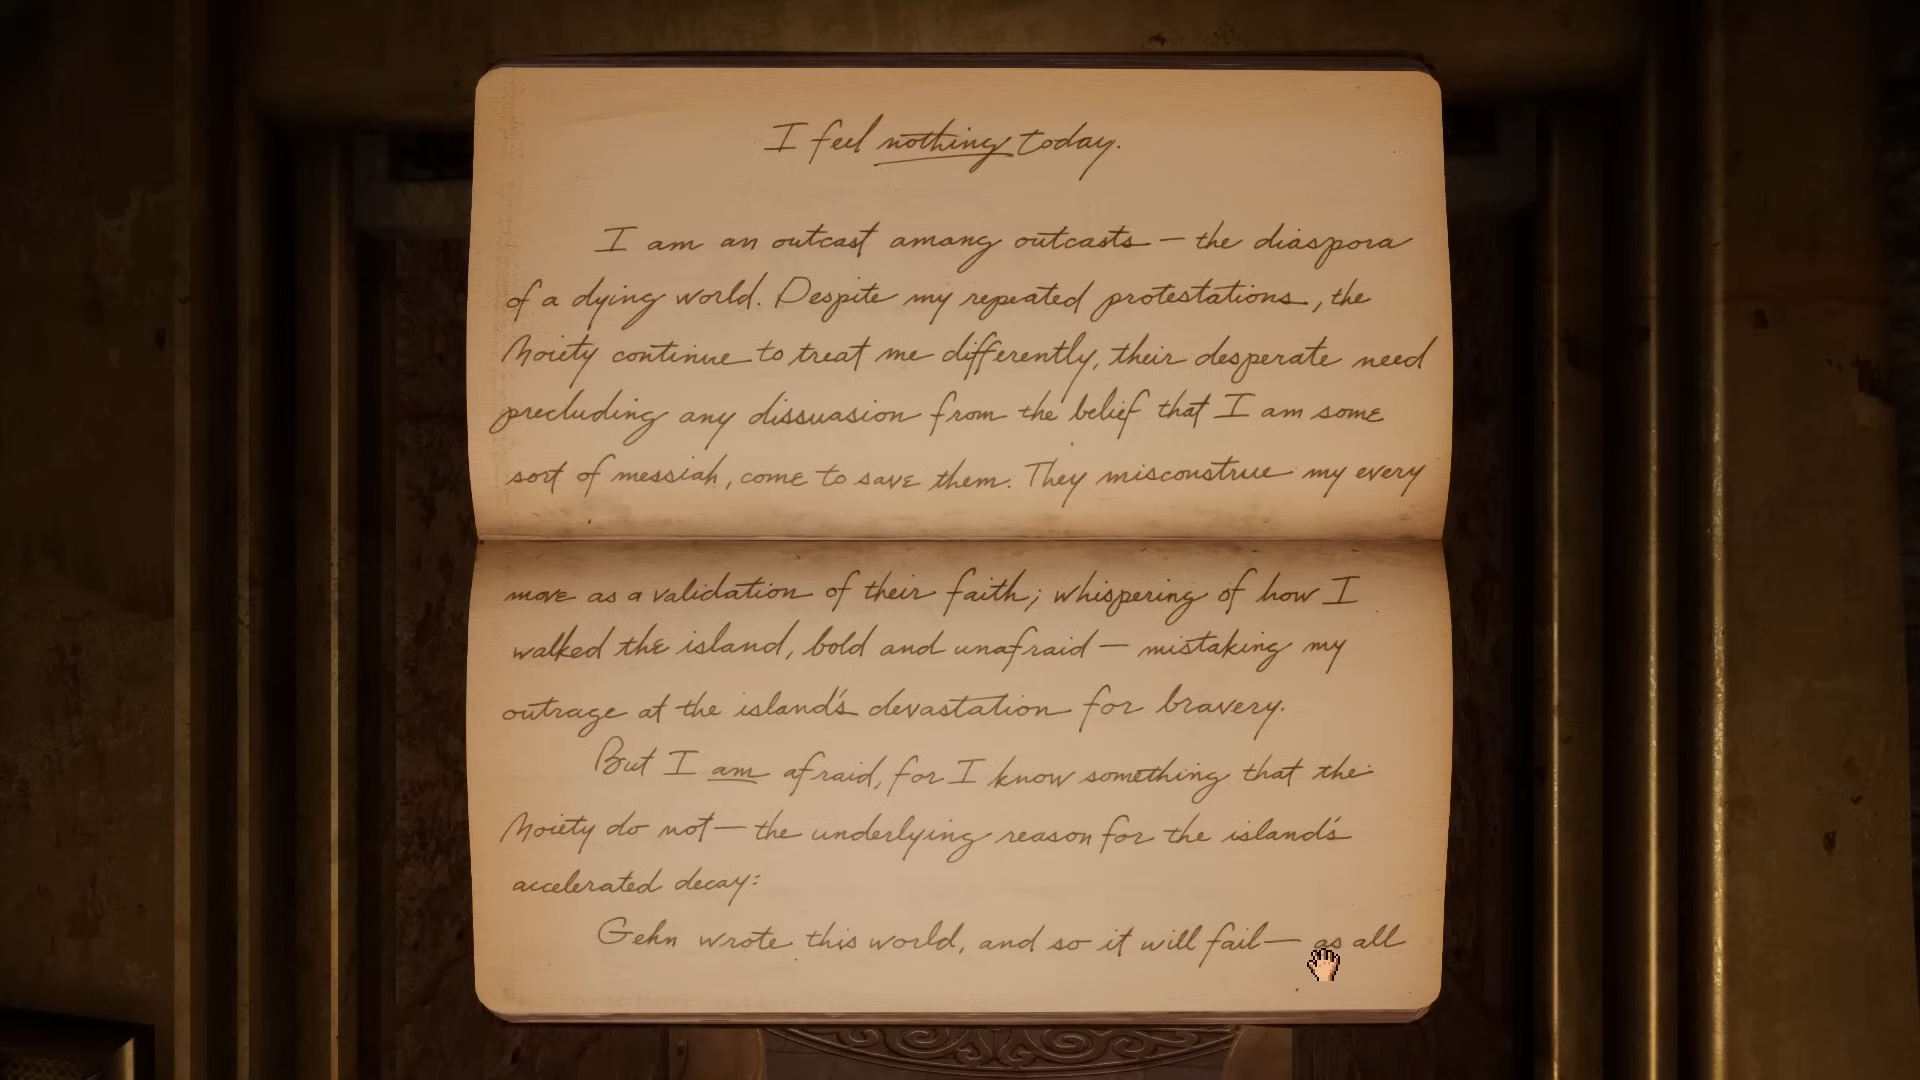 I feel nothing today.
I am an outcast among outcasts — the diaspora
of a dying world. Despite my repeated protestations, the
Moiety continue to treat me differently, their desperate need
precluding any dissuasion from the belief that I am some
sort of messiah, come to save them. They misconstrue my every
move as a validation of their faith; whispering of how I
walked the island, bold and unafraid — mistaking my
outrage at the island's devastation for bravery.
But I am afraid, for I know something that the
Moiety do not — the underlying reason for the island's
accelerated decay:
Gehn wrote this world, and so it will fail — as all